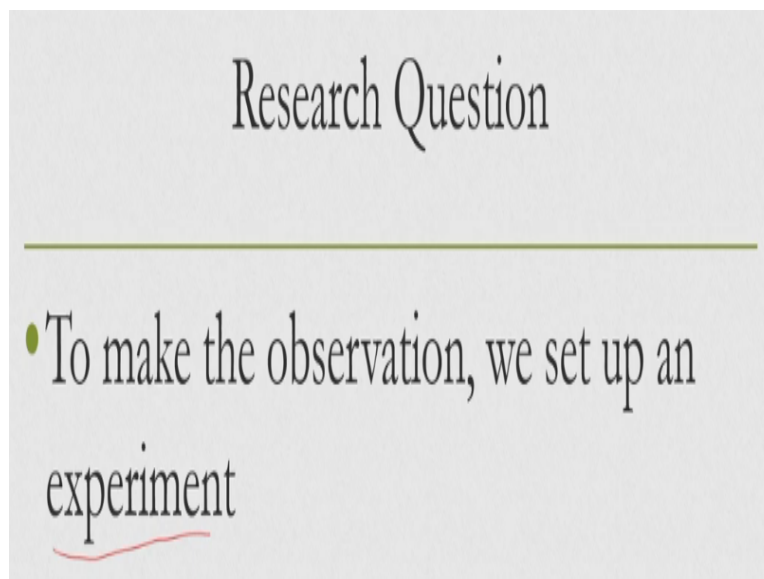 Research Question
• To make the observation, we set up an
experiment